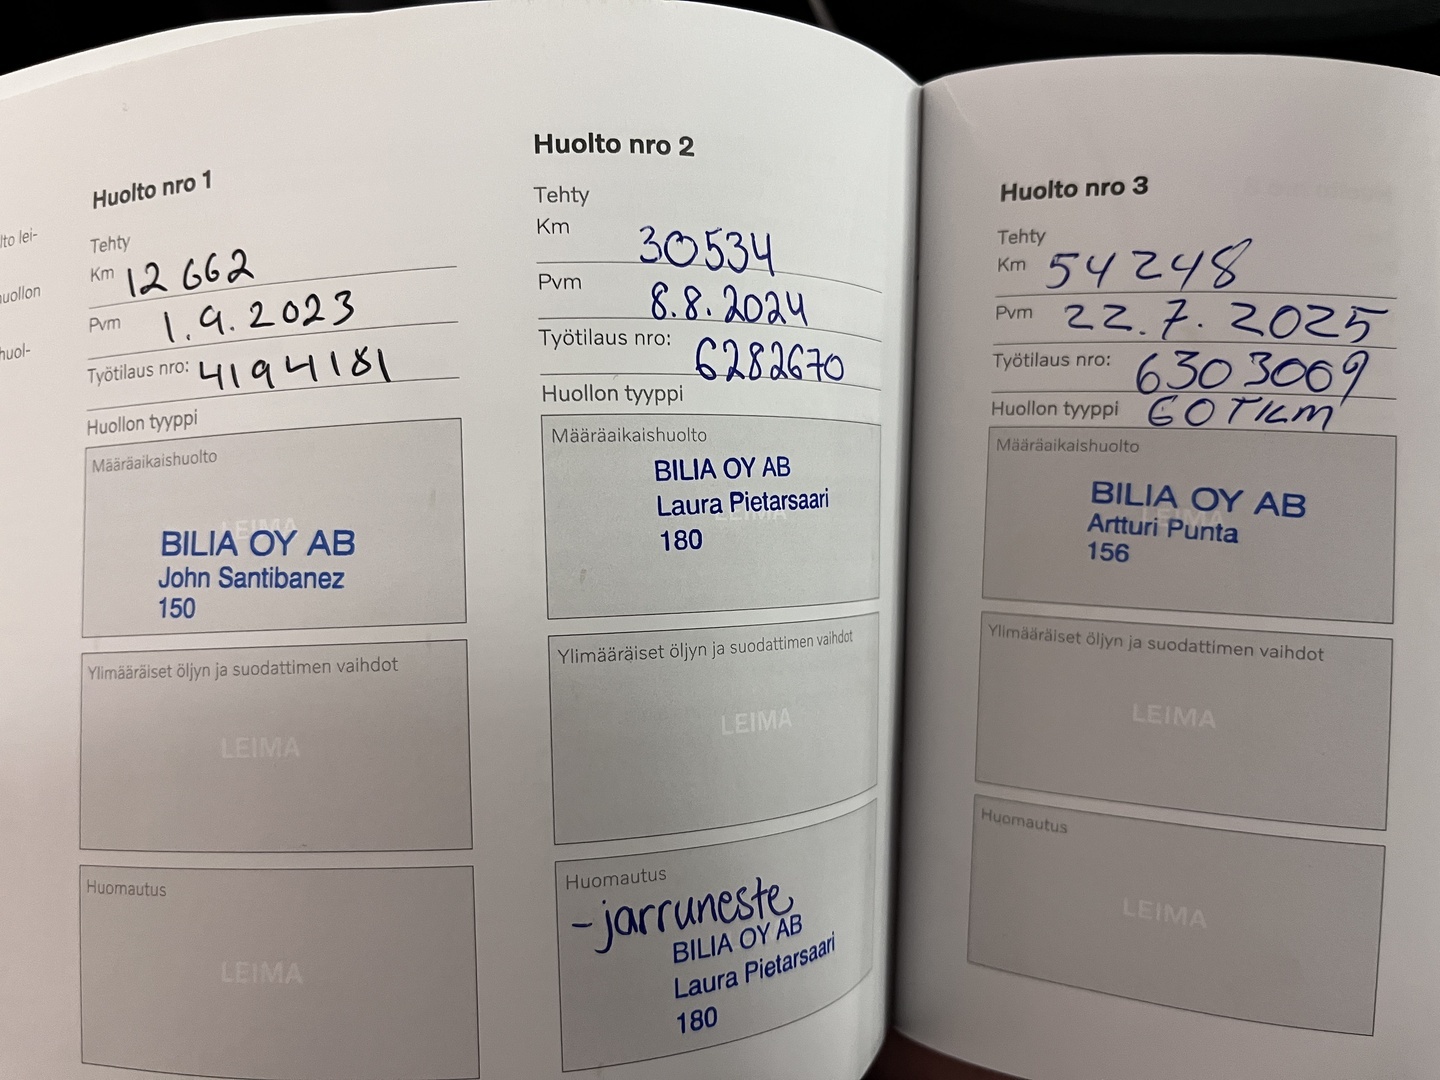 lto lei-
uollon
huol-
Huolto nro 1
Tehty
Km 12 662
Pvm 1.9.2023
Työtilaus nro: 4194181
Huollon tyyppi
Määräaikaishuolto
LEIMA
BILIA OY AB
John Santibanez
150
Ylimääräiset öljyn ja suodattimen vaihdot
LEIMA
Huomautus
LEIMA
Huolto nro 2
Tehty
Km 30534
Pvm 8.8.2024
Työtilaus nro: 6282670
Huollon tyyppi
Määräaikaishuolto
BILIA OY AB
Laura Pietarsaari
LEIMA
180
Ylimääräiset öljyn ja suodattimen vaihdot
LEIMA
Huomautus
- jarruneste
BILIA OY AB
Laura Pietarsaari
180
Huolto nro 3
Tehty
Km 54248
Pvm 22.7.2025
Työtilaus nro: 6303069
Huollon tyyppi 60TKM
Määräaikaishuolto
BILIA OY AB
LEIMA
Artturi Punta
156
Ylimääräiset öljyn ja suodattimen vaihdot
LEIMA
Huomautus
LEIMA